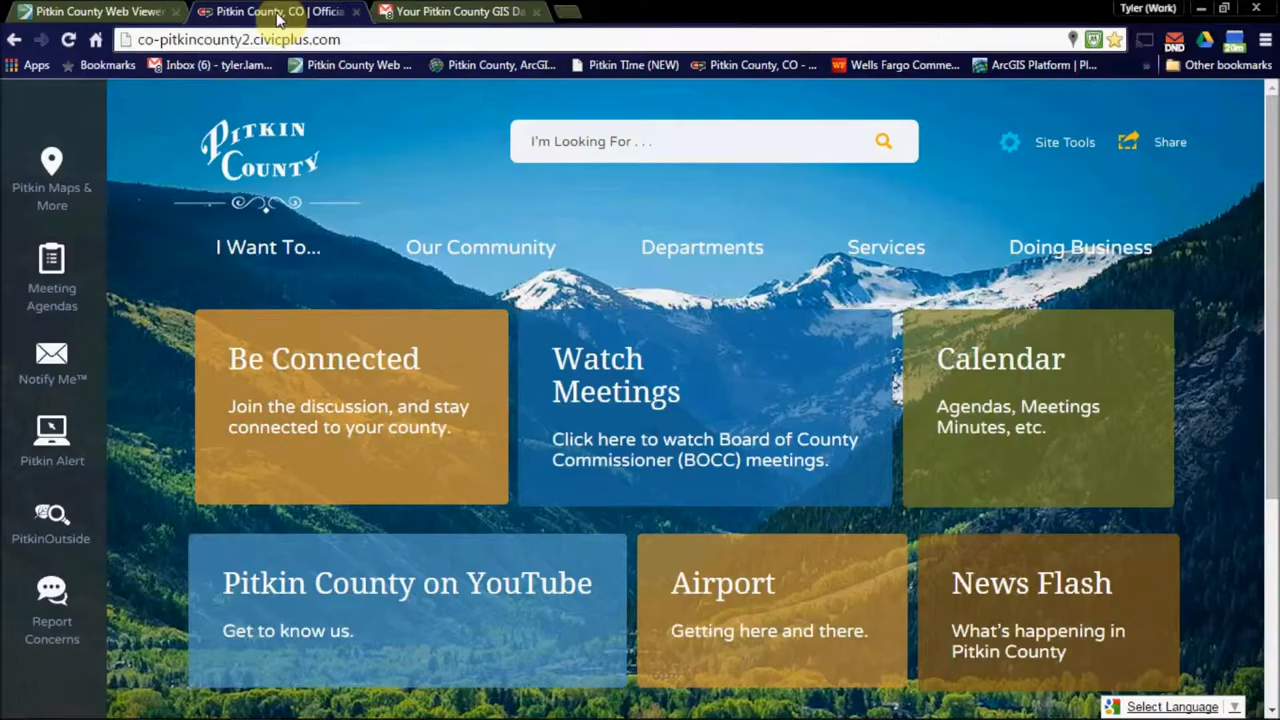 Pitkin County Web Viewer
Pitkin County, CO | Officia
Your Pitkin County GIS Da
Tyler (Work)
co-pitkincounty2.civicplus.com
DND
20m
Apps
Bookmarks
Inbox (6) - tyler.lam...
Pitkin County Web ...
Pitkin County, ArcGI...
Pitkin TIme (NEW)
Pitkin County, CO - ...
Wells Fargo Comme...
ArcGIS Platform | Pl...
Other bookmarks
PITKIN
COUNTY
I'm Looking For . . .
Site Tools
Share
I Want To...
Our Community
Departments
Services
Doing Business
Pitkin Maps &
More
Meeting
Agendas
Notify Me™
Pitkin Alert
PitkinOutside
Report
Concerns
Be Connected
Join the discussion, and stay
connected to your county.
Watch
Meetings
Click here to watch Board of County
Commissioner (BOCC) meetings.
Calendar
Agendas, Meetings
Minutes, etc.
Pitkin County on YouTube
Get to know us.
Airport
Getting here and there.
News Flash
What's happening in
Pitkin County
Select Language